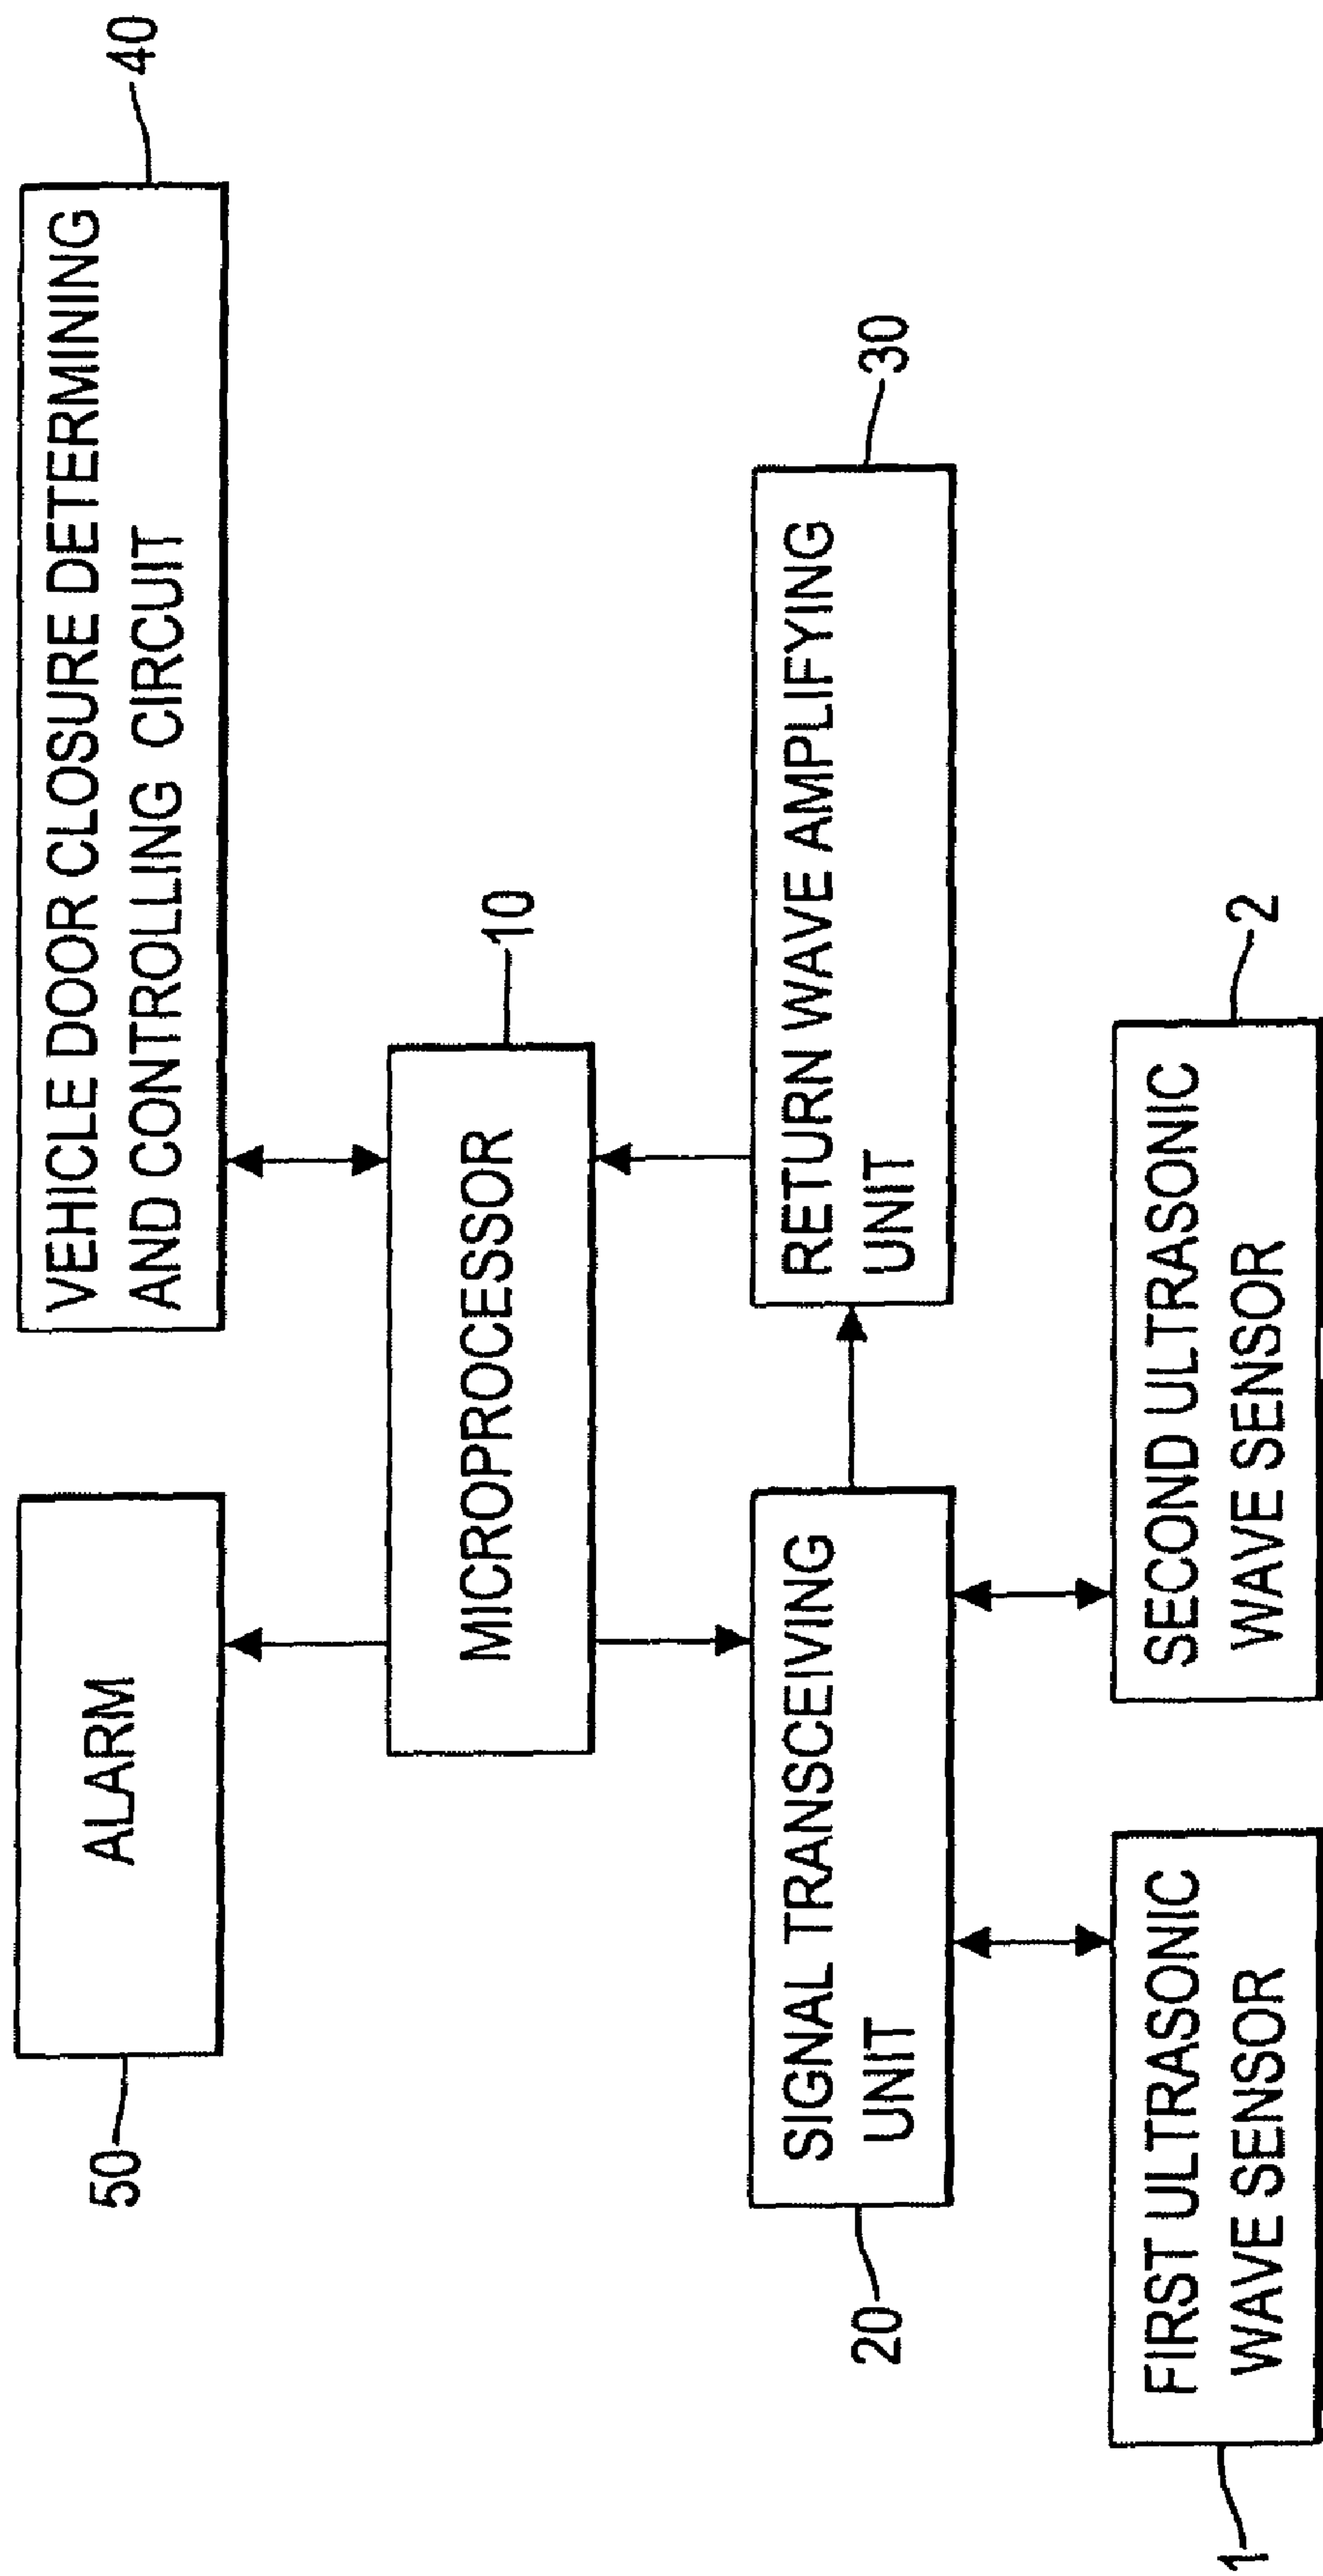 50
ALARM
VEHICLE DOOR CLOSURE DETERMINING
AND CONTROLLING CIRCUIT
40
MICROPROCESSOR
10
20
SIGNAL TRANSCEIVING
UNIT
RETURN WAVE AMPLIFYING
UNIT
30
1
FIRST ULTRASONIC
WAVE SENSOR
SECOND ULTRASONIC
WAVE SENSOR
2